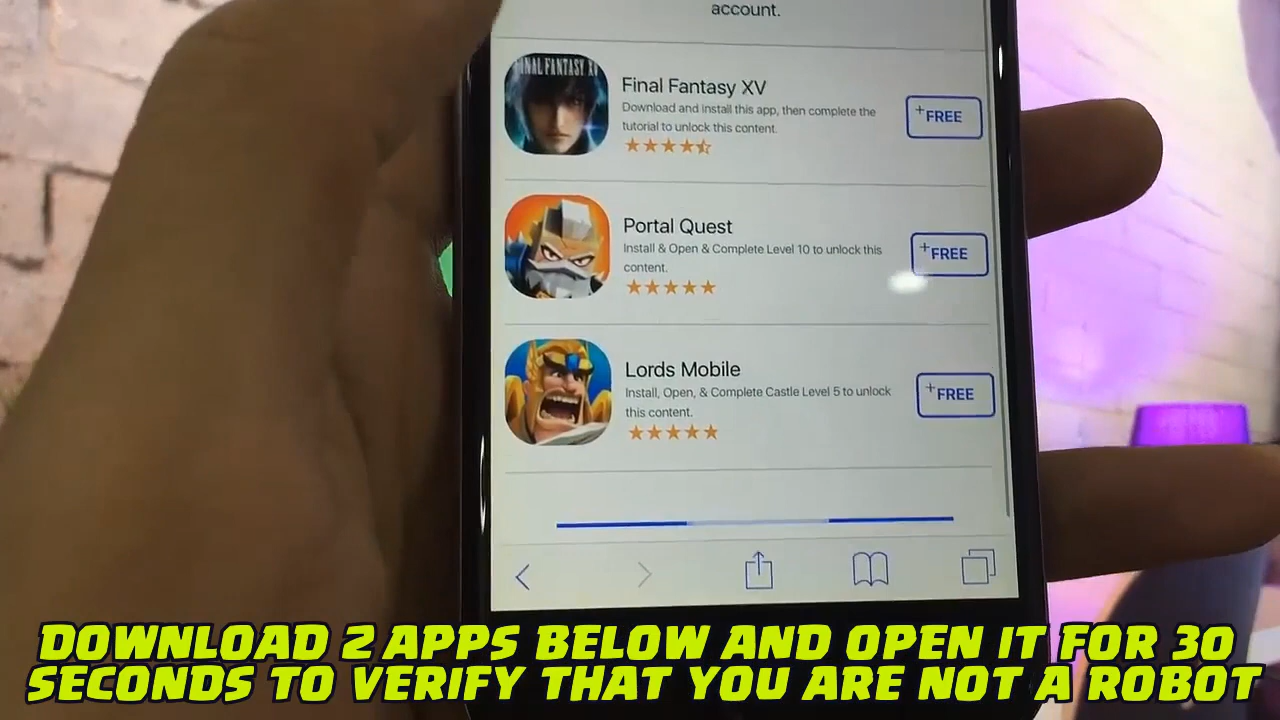 account.
FINAL FANTASY XV
Final Fantasy XV
Download and install this app, then complete the
tutorial to unlock this content.
+FREE
Portal Quest
Install & Open & Complete Level 10 to unlock this
content.
+FREE
Lords Mobile
Install, Open, & Complete Castle Level 5 to unlock
this content.
+FREE
DOWNLOAD 2 APPS BELOW AND OPEN IT FOR 30
SECONDS TO VERIFY THAT YOU ARE NOT A ROBOT